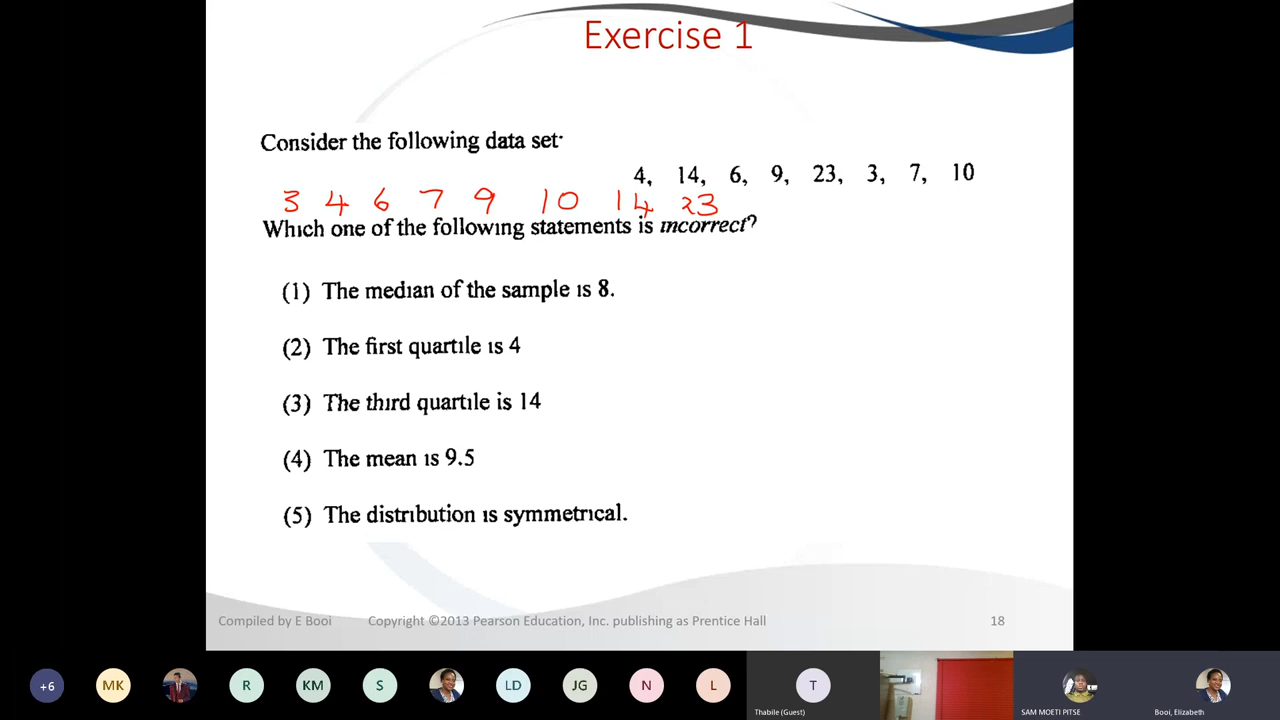 Exercise 1
Consider the following data set:
4, 14, 6, 9, 23, 3, 7, 10
3 4 6 7 9 10 14 23
Which one of the following statements is incorrect?
(1) The median of the sample is 8.
(2) The first quartile is 4
(3) The third quartile is 14
(4) The mean is 9.5
(5) The distribution is symmetrical.
Compiled by E Booi Copyright ©2013 Pearson Education, Inc. publishing as Prentice Hall 18
+6 MK R KM S LD JG N L T
Thabile (Guest) SAM MOETI PITSE Booi, Elizabeth